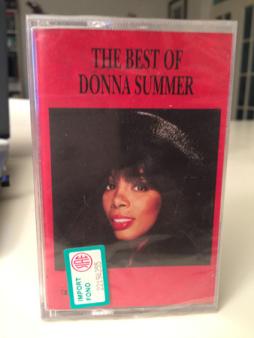 THE BEST OF
DONNA SUMMER
IMPORT
FONO